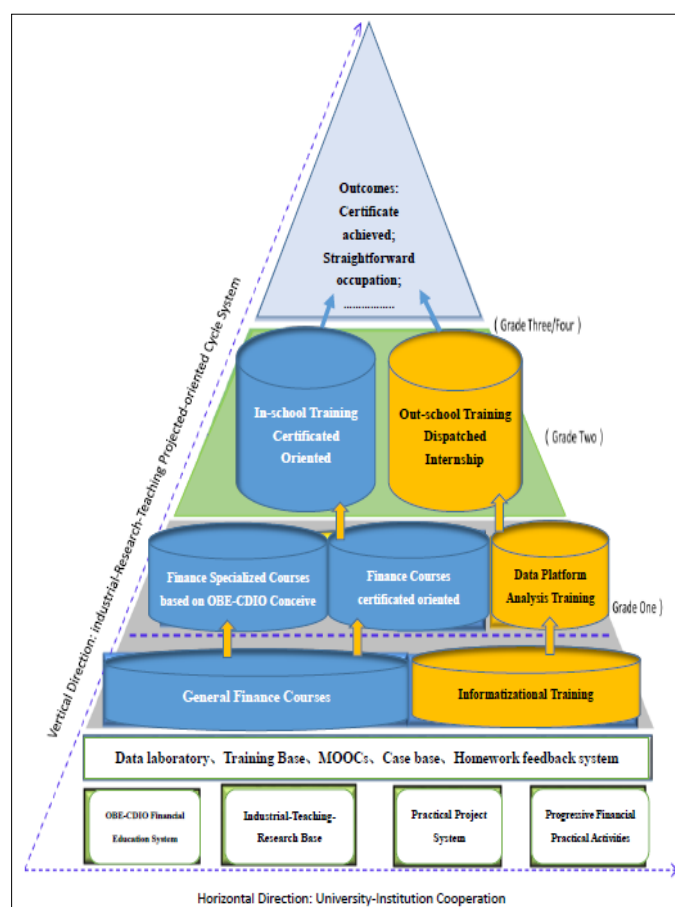 Outcomes:
Certificate
achieved;
Straightforward
occupation;
................
( Grade Three/Four )
In-school Training
Certificated
Oriented
Out-school Training
Dispatched
Internship
( Grade Two )
Finance Specialized Courses
based on OBE-CDIO Conceive
Finance Courses
certificated oriented
Data Platform
Analysis Training
Grade One )
General Finance Courses
Informatizational Training
Data laboratory、Training Base、MOOCs、Case base、Homework feedback system
OBE-CDIO Financial
Education System
Industrial-Teaching-
Research Base
Practical Project
System
Progressive Financial
Practical Activities
Vertical Direction: industrial-Research-Teaching Projected-oriented Cycle System
Horizontal Direction: University-Institution Cooperation